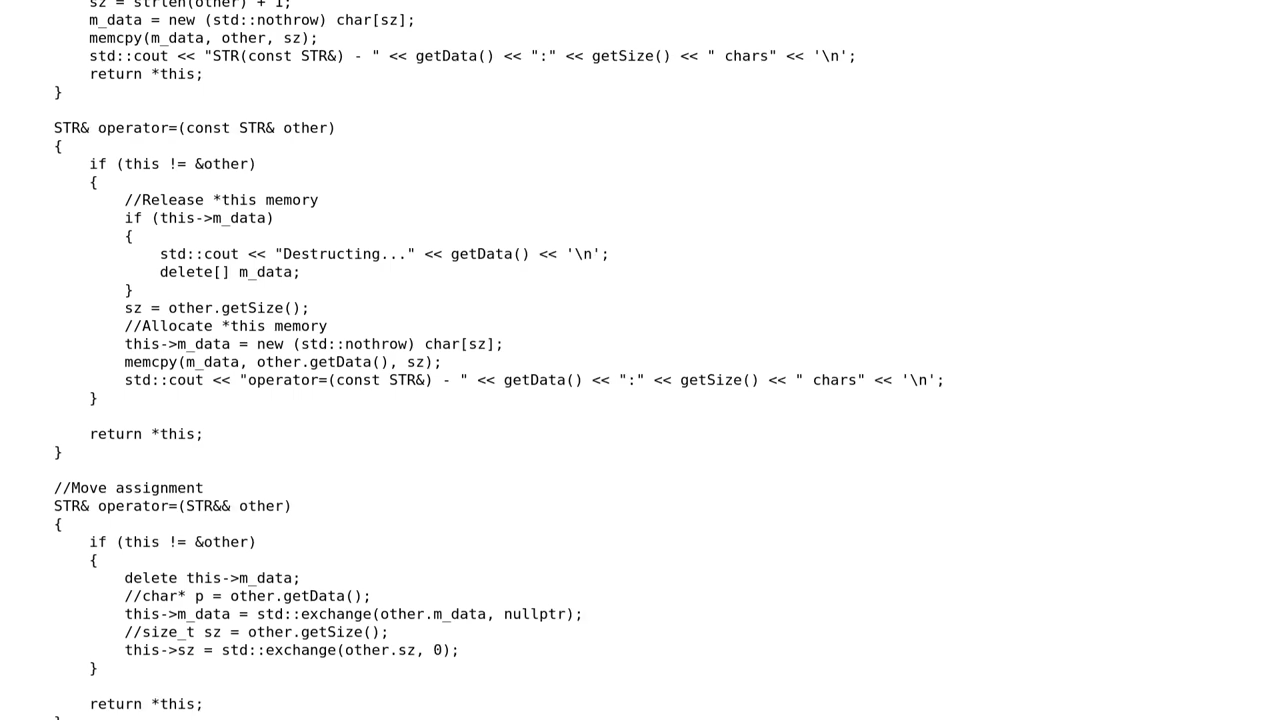 sz = strlen(other) + 1;
m_data = new (std::nothrow) char[sz];
memcpy(m_data, other, sz);
std::cout << "STR(const STR&) - " << getData() << ":" << getSize() << " chars" << '\n';
return *this;
}
STR& operator=(const STR& other)
{
if (this != &other)
{
//Release *this memory
if (this->m_data)
{
std::cout << "Destructing..." << getData() << '\n';
delete[] m_data;
}
sz = other.getSize();
//Allocate *this memory
this->m_data = new (std::nothrow) char[sz];
memcpy(m_data, other.getData(), sz);
std::cout << "operator=(const STR&) - " << getData() << ":" << getSize() << " chars" << '\n';
}
return *this;
}
//Move assignment
STR& operator=(STR&& other)
{
if (this != &other)
{
delete this->m_data;
//char* p = other.getData();
this->m_data = std::exchange(other.m_data, nullptr);
//size_t sz = other.getSize();
this->sz = std::exchange(other.sz, 0);
}
return *this;
}